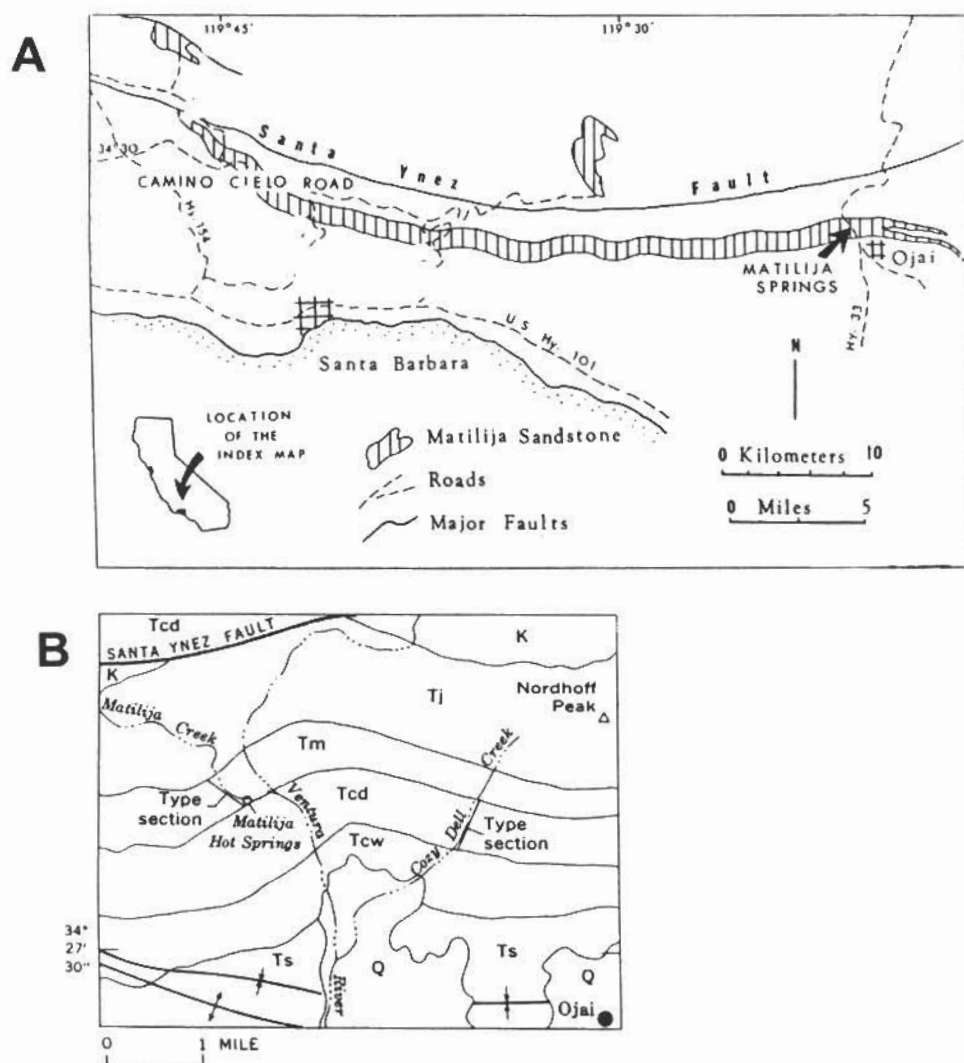 A
119° 45'
119° 30'
34° 30
Santa Ynez Fault
CAMINO CIELO ROAD
Hy. 154
MATILIJA
SPRINGS
Ojai
Hy. 33
US Hy. 101
Santa Barbara
N
LOCATION
OF THE
INDEX MAP
Matilija Sandstone
Roads
Major Faults
0 Kilometers 10
0 Miles 5
B
Tcd
SANTA YNEZ FAULT
K
K
Tj
Nordhoff
Peak
Matilija Creek
Tm
Tcd
Type
section
Matilija
Hot Springs
Ventura
Cozy Dell Creek
Type
section
Tcw
34°
27'
30"
Ts
River
Q
Ts
Q
Ojai
0 1 MILE